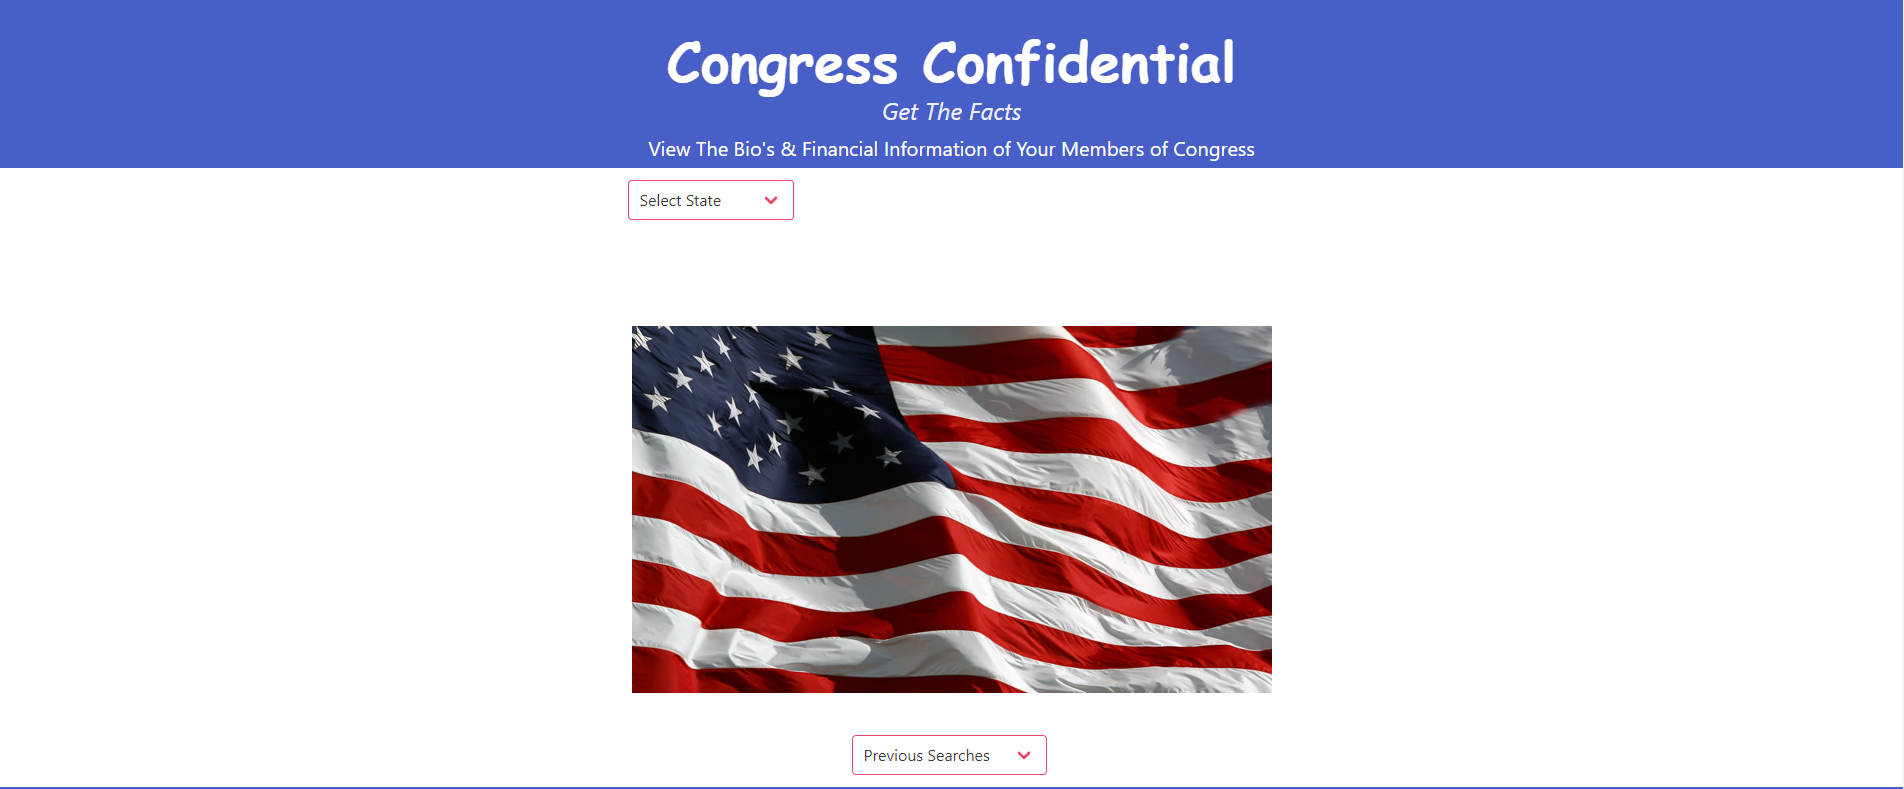 Congress Confidential
Get The Facts
View The Bio's & Financial Information of Your Members of Congress
Select State
Previous Searches